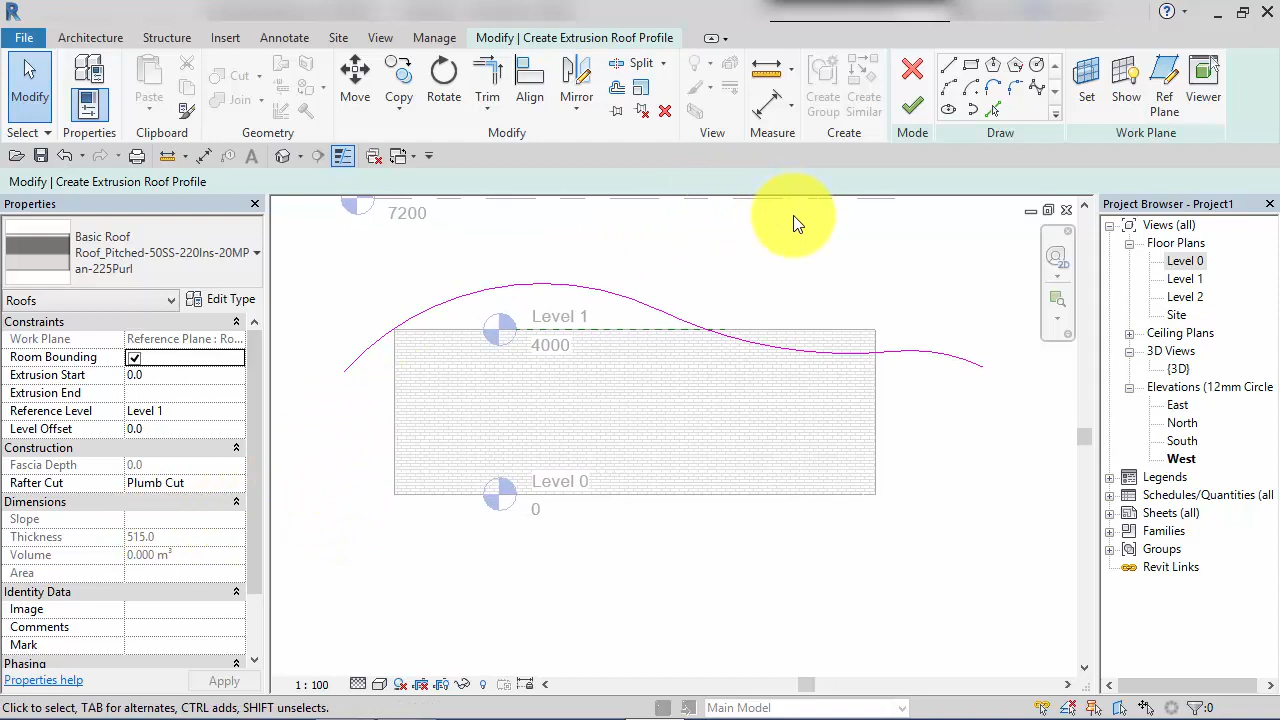 File Architecture Structure Insert Annotate Site View Manage Modify | Create Extrusion Roof Profile
Modify Paste Cut Join Move Copy Rotate Trim Align Mirror Split Create Group Create Similar Set Show Ref Plane Viewer
Select Properties Clipboard Geometry Modify View Measure Create Mode Draw Work Plane
Modify | Create Extrusion Roof Profile
Properties
Basic Roof
Roof_Pitched-50SS-220Ins-20MP
an-225Purl
Roofs Edit Type
Constraints
Work Plane Reference Plane : Ro...
Room Bounding
Extrusion Start 0.0
Extrusion End
Reference Level Level 1
Level Offset 0.0
Construction
Fascia Depth 0.0
Rafter Cut Plumb Cut
Dimensions
Slope
Thickness 515.0
Volume 0.000 m³
Area
Identity Data
Image
Comments
Mark
Phasing
Properties help Apply
7200
Level 1
4000
Level 0
0
2D
1 : 100
Project Browser - Project1
Views (all)
Floor Plans
Level 0
Level 1
Level 2
Site
Ceiling Plans
3D Views
{3D}
Elevations (12mm Circle
East
North
South
West
Legends
Schedules/Quantities (all
Sheets (all)
Families
Groups
Revit Links
Click to select, TAB for alternates, CTRL adds, SHIFT unselects. Main Model :0